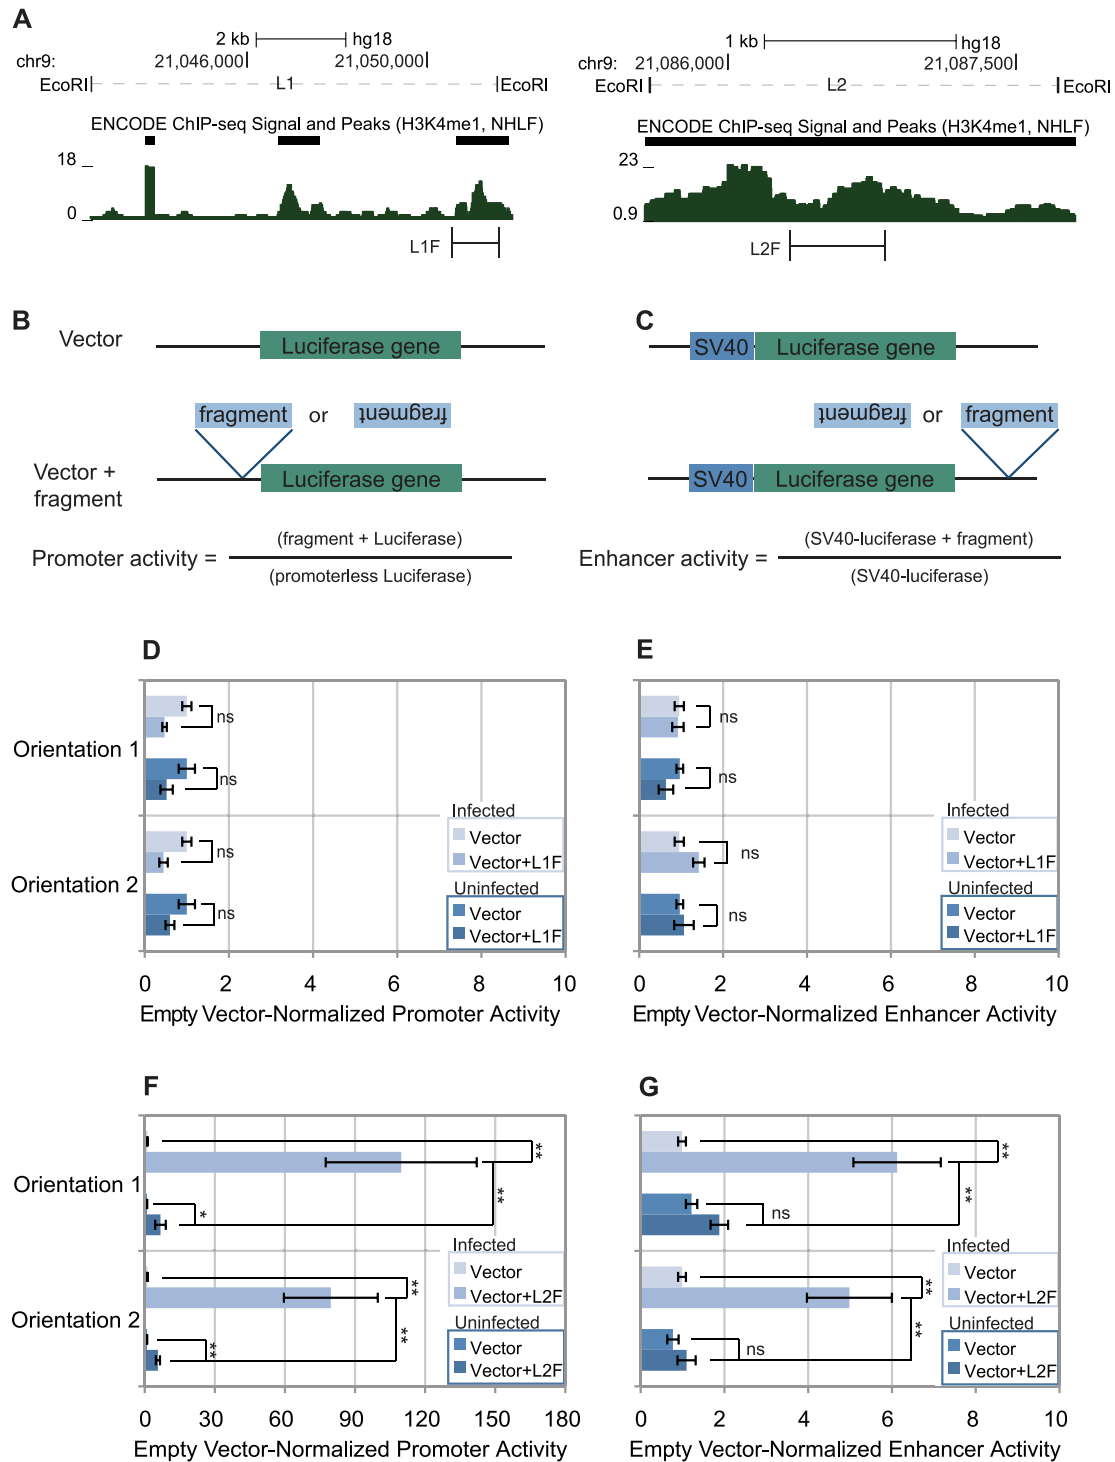 A
2 kb hg18
chr9: 21,046,000 21,050,000
EcoRI L1 EcoRI
ENCODE ChIP-seq Signal and Peaks (H3K4me1, NHLF)
18
0
L1F
1 kb hg18
chr9: 21,086,000 21,087,500
EcoRI L2 EcoRI
ENCODE ChIP-seq Signal and Peaks (H3K4me1, NHLF)
23
0.9
L2F
B
Vector
Luciferase gene
fragment or fragment
Vector + fragment
Luciferase gene
Promoter activity = (fragment + Luciferase)
(promoterless Luciferase)
C
SV40 Luciferase gene
fragment or fragment
SV40 Luciferase gene
Enhancer activity = (SV40-luciferase + fragment)
(SV40-luciferase)
D
Orientation 1
ns
ns
Orientation 2
ns
ns
Infected
Vector
Vector+L1F
Uninfected
Vector
Vector+L1F
0 2 4 6 8 10
Empty Vector-Normalized Promoter Activity
E
ns
ns
ns
ns
Infected
Vector
Vector+L1F
Uninfected
Vector
Vector+L1F
0 2 4 6 8 10
Empty Vector-Normalized Enhancer Activity
F
Orientation 1
**
**
*
Orientation 2
**
**
**
Infected
Vector
Vector+L2F
Uninfected
Vector
Vector+L2F
0 30 60 90 120 150 180
Empty Vector-Normalized Promoter Activity
G
**
**
ns
**
**
ns
Infected
Vector
Vector+L2F
Uninfected
Vector
Vector+L2F
0 2 4 6 8 10
Empty Vector-Normalized Enhancer Activity